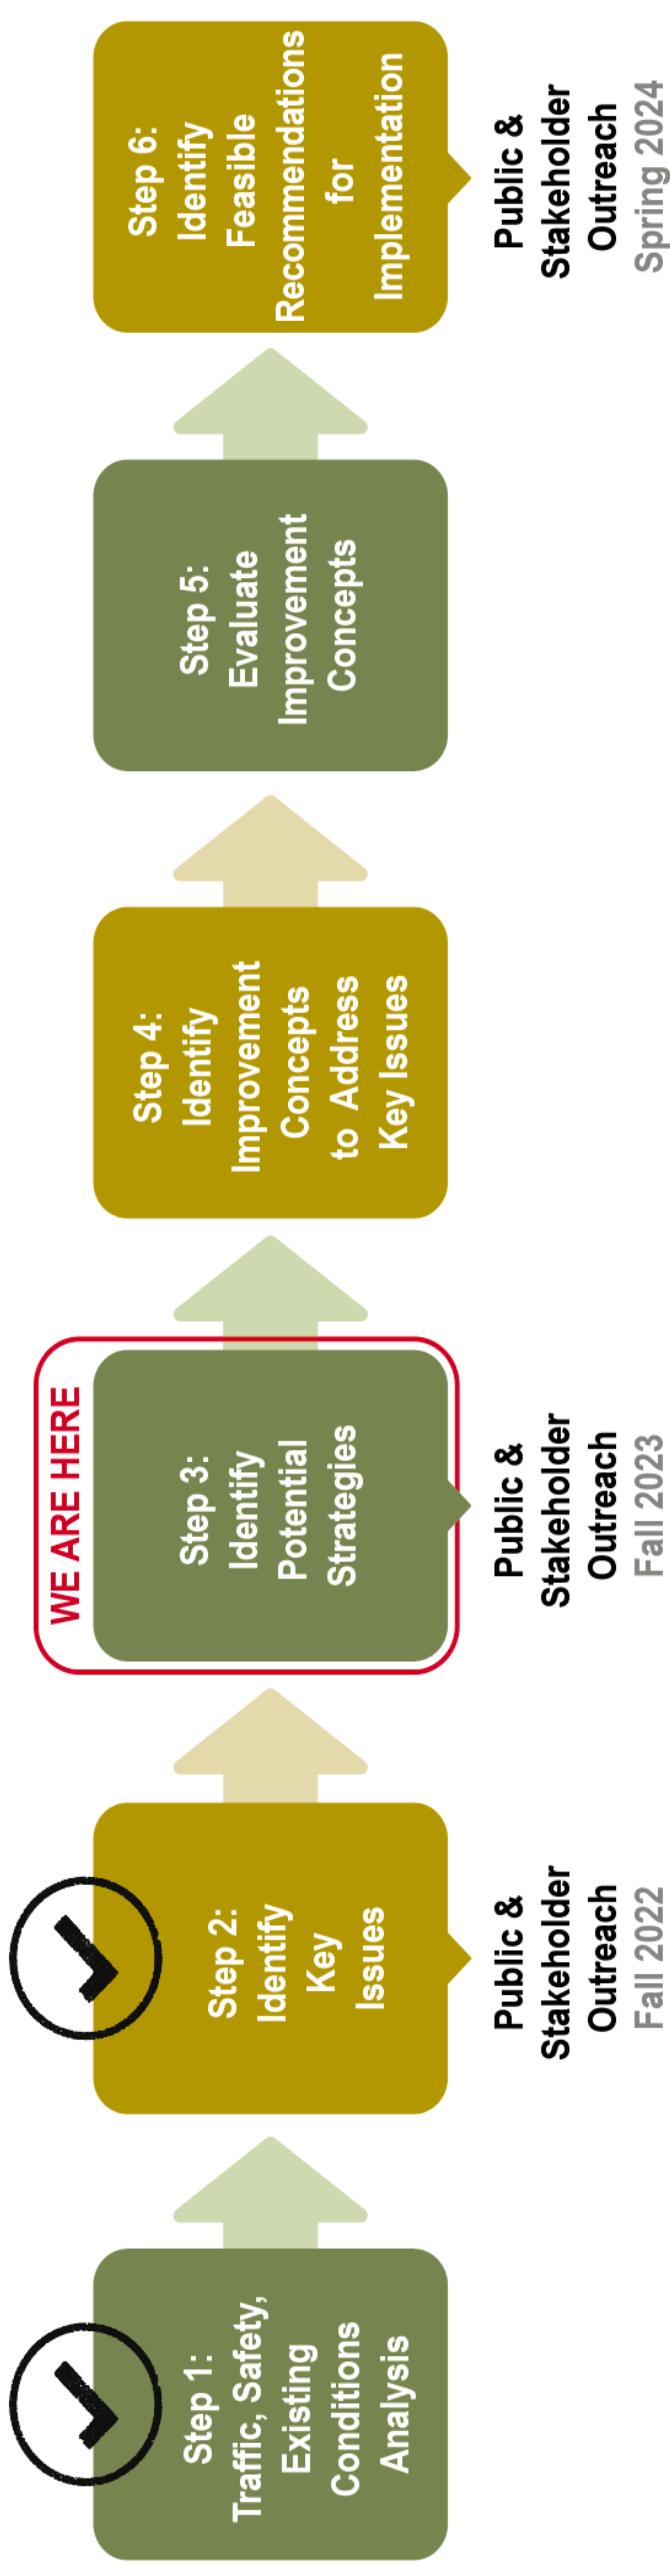 Step 1:
Traffic, Safety,
Existing
Conditions
Analysis
Step 2:
Identify
Key
Issues
Public &
Stakeholder
Outreach
Fall 2022
WE ARE HERE
Step 3:
Identify
Potential
Strategies
Public &
Stakeholder
Outreach
Fall 2023
Step 4:
Identify
Improvement
Concepts
to Address
Key Issues
Step 5:
Evaluate
Improvement
Concepts
Step 6:
Identify
Feasible
Recommendations
for
Implementation
Public &
Stakeholder
Outreach
Spring 2024